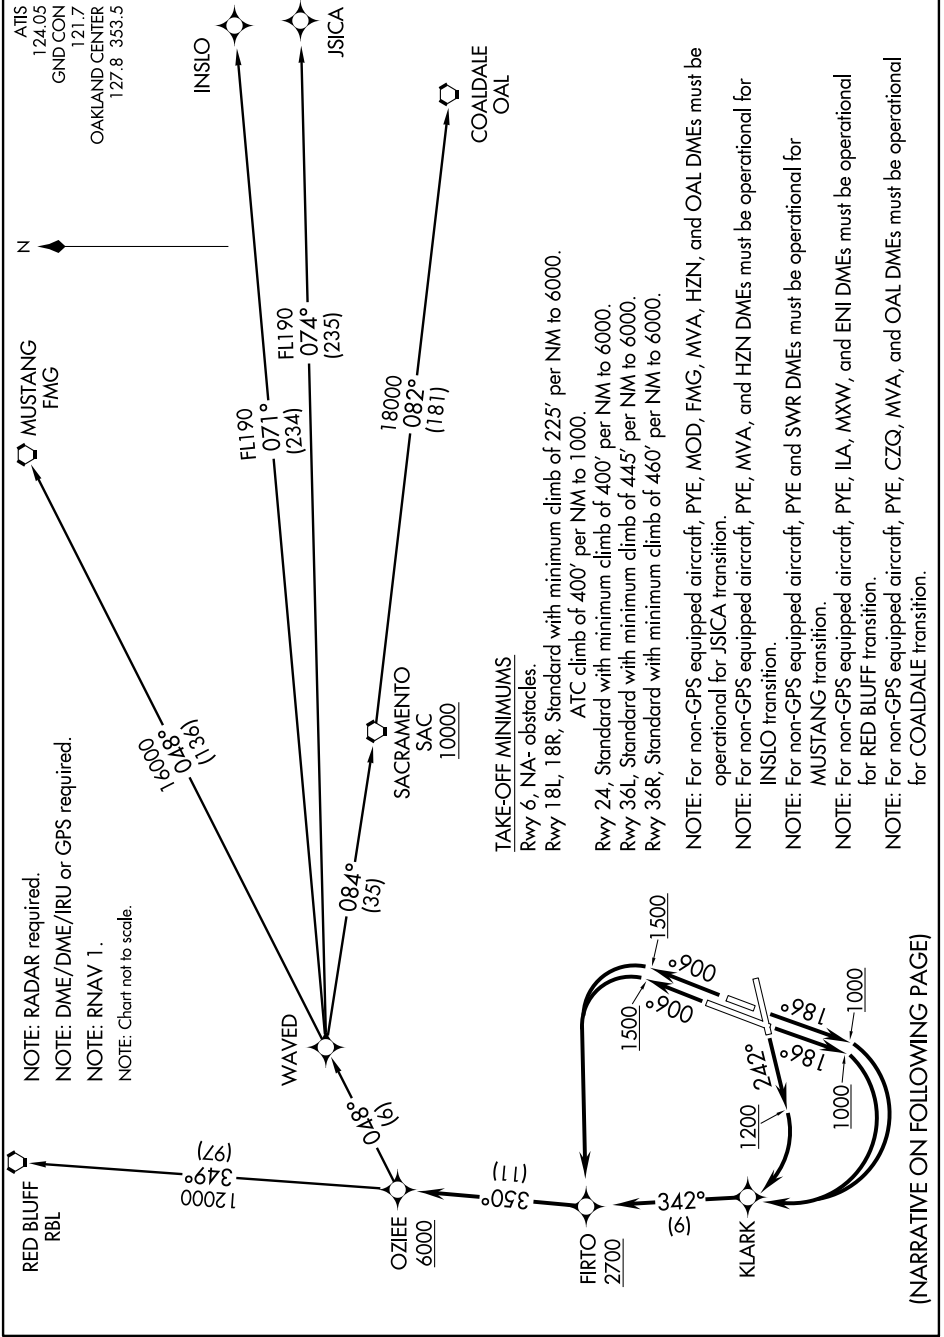 ATIS
124.05
GND CON
121.7
OAKLAND CENTER
127.8 353.5
NOTE: RADAR required.
NOTE: DME/DME/IRU or GPS required.
NOTE: RNAV 1.
NOTE: Chart not to scale.
N
RED BLUFF
RBL
12000
349°
(97)
MUSTANG
FMG
16000
048°
(136)
INSLO
FL190
071°
(234)
JSICA
FL190
074°
(235)
COALDALE
OAL
18000
082°
(181)
SACRAMENTO
SAC
10000
084°
(35)
WAVED
048°
(9)
OZIEE
6000
350°
(11)
FIRTO
2700
342°
(9)
KLARK
1500
1500
006°
006°
242°
1200
186°
186°
1000
1000
TAKE-OFF MINIMUMS
Rwy 6, NA- obstacles.
Rwy 18L, 18R, Standard with minimum climb of 225' per NM to 6000.
ATC climb of 400' per NM to 1000.
Rwy 24, Standard with minimum climb of 400' per NM to 6000.
Rwy 36L, Standard with minimum climb of 445' per NM to 6000.
Rwy 36R, Standard with minimum climb of 460' per NM to 6000.
NOTE: For non-GPS equipped aircraft, PYE, MOD, FMG, MVA, HZN, and OAL DMEs must be
operational for JSICA transition.
NOTE: For non-GPS equipped aircraft, PYE, MVA, and HZN DMEs must be operational for
INSLO transition.
NOTE: For non-GPS equipped aircraft, PYE and SWR DMEs must be operational for
MUSTANG transition.
NOTE: For non-GPS equipped aircraft, PYE, ILA, MXW, and ENI DMEs must be operational
for RED BLUFF transition.
NOTE: For non-GPS equipped aircraft, PYE, CZQ, MVA, and OAL DMEs must be operational
for COALDALE transition.
(NARRATIVE ON FOLLOWING PAGE)